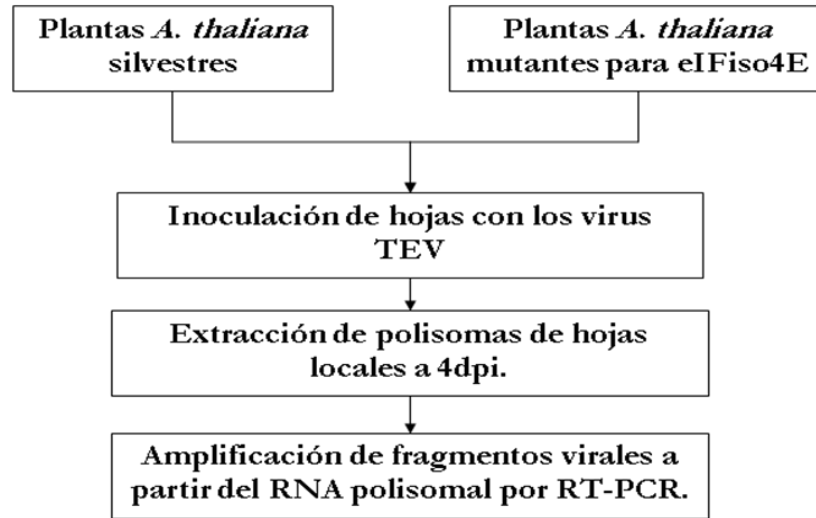 Plantas A. thaliana
silvestres
Plantas A. thaliana
mutantes para eIFiso4E
Inoculación de hojas con los virus
TEV
Extracción de polisomas de hojas
locales a 4dpi.
Amplificación de fragmentos virales a
partir del RNA polisomal por RT-PCR.